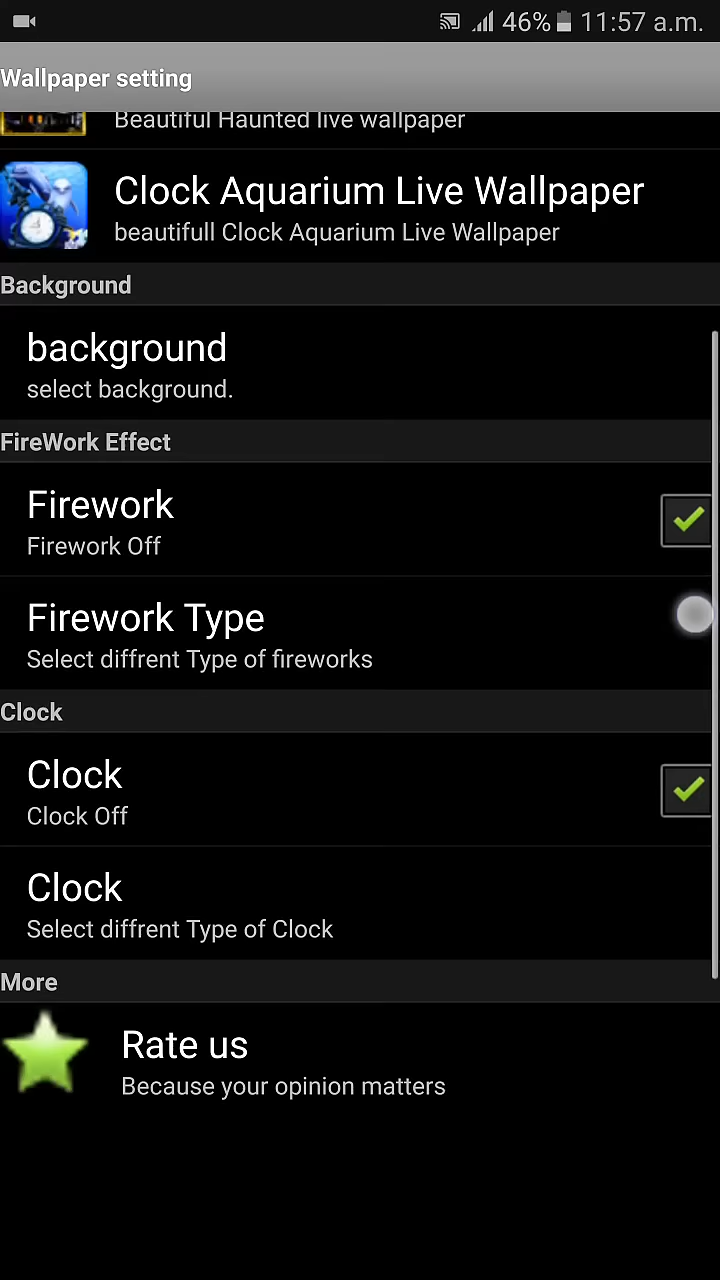 46% 11:57 a.m.
Wallpaper setting
Beautiful Haunted live wallpaper
Clock Aquarium Live Wallpaper
beautifull Clock Aquarium Live Wallpaper
Background
background
select background.
FireWork Effect
Firework
Firework Off
Firework Type
Select diffrent Type of fireworks
Clock
Clock
Clock Off
Clock
Select diffrent Type of Clock
More
Rate us
Because your opinion matters